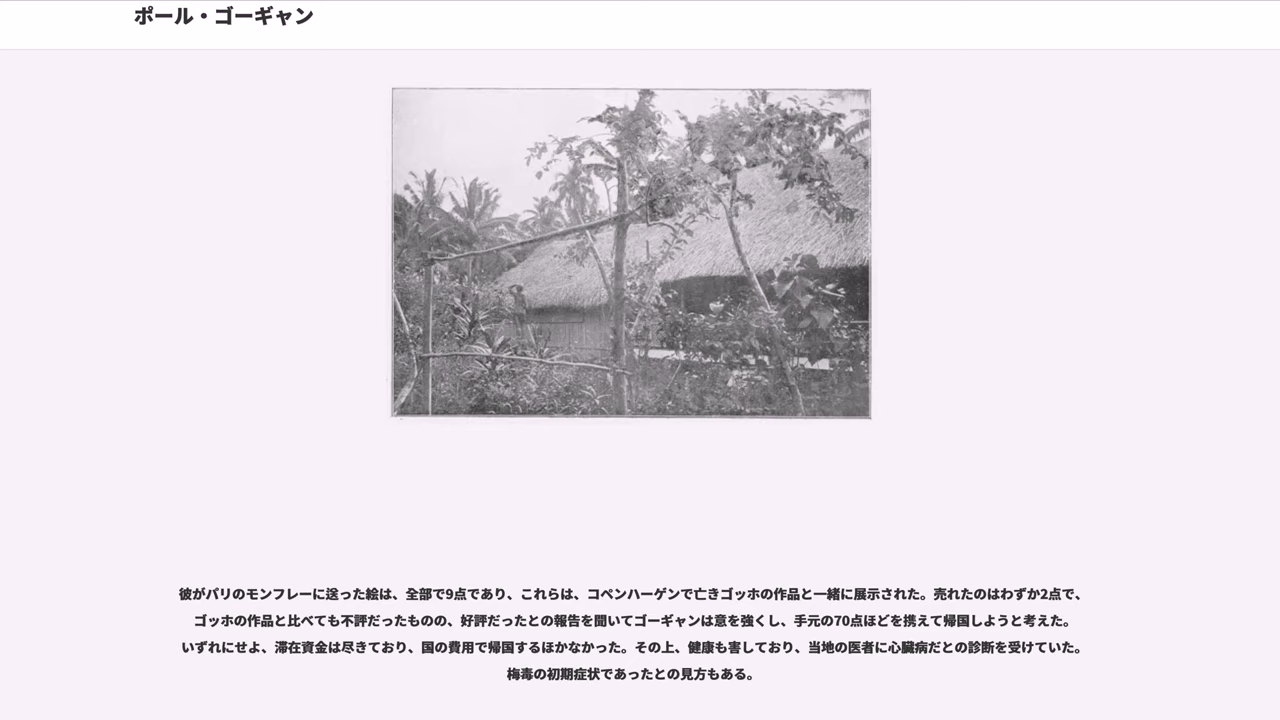 ポール・ゴーギャン
彼がパリのモンフレーに送った絵は、全部で9点であり、これらは、コペンハーゲンで亡きゴッホの作品と一緒に展示された。売れたのはわずか2点で、
ゴッホの作品と比べても不評だったものの、好評だったとの報告を聞いてゴーギャンは意を強くし、手元の70点ほどを携えて帰国しようと考えた。
いずれにせよ、滞在資金は尽きており、国の費用で帰国するほかなかった。その上、健康も害しており、当地の医者に心臓病だとの診断を受けていた。
梅毒の初期症状であったとの見方もある。